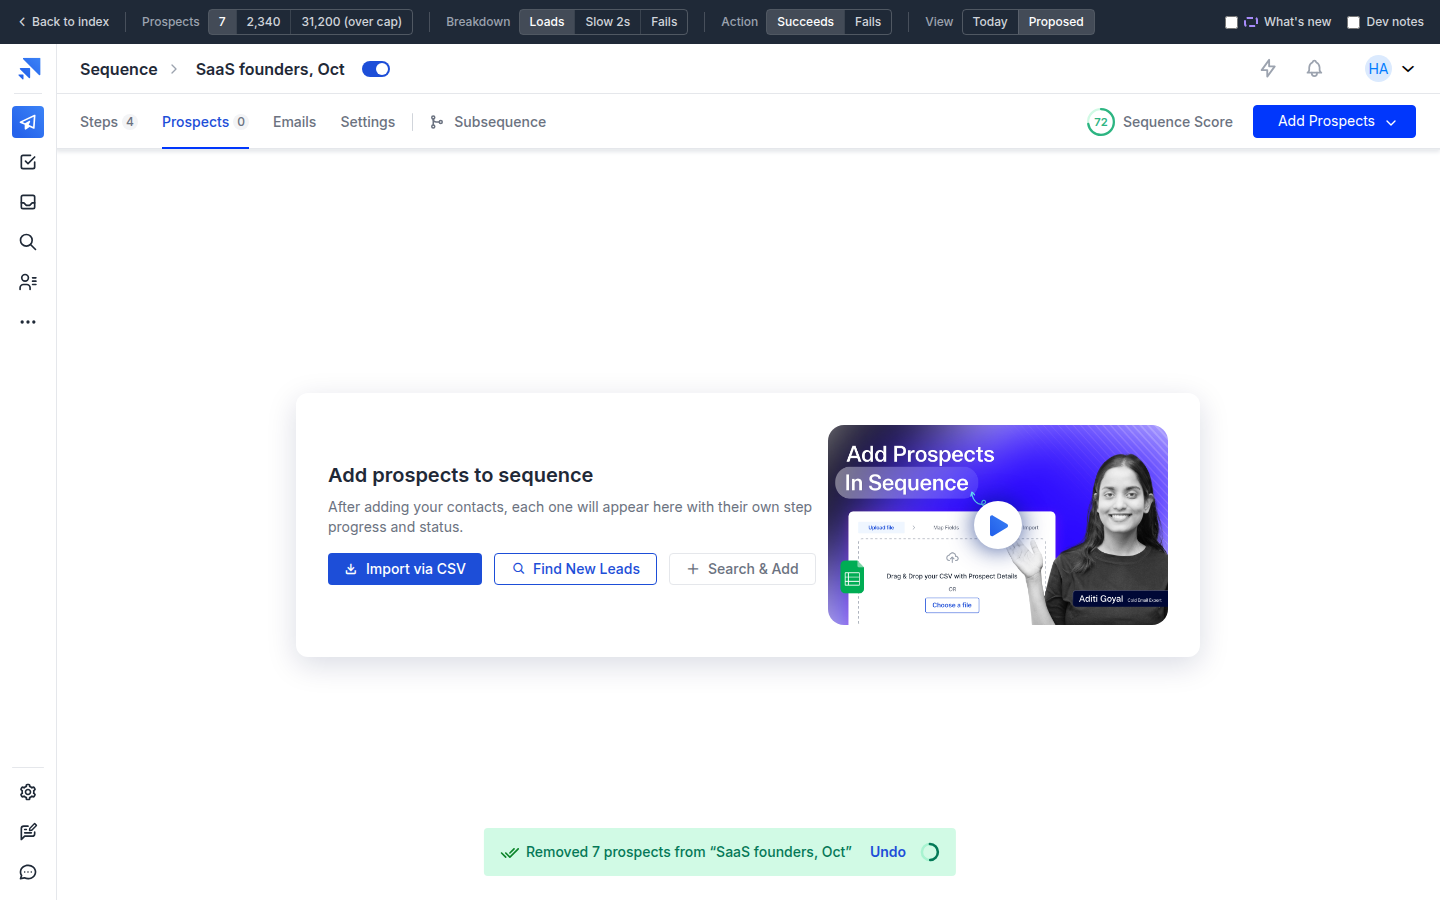 Back to index
Prospects
7
2,340
31,200 (over cap)
Breakdown
Loads
Slow 2s
Fails
Action
Succeeds
Fails
View
Today
Proposed
What's new
Dev notes
Sequence
SaaS founders, Oct
HA
Steps 4
Prospects 0
Emails
Settings
Subsequence
72
Sequence Score
Add Prospects
Add prospects to sequence
After adding your contacts, each one will appear here with their own step
progress and status.
Import via CSV
Find New Leads
Search & Add
Add Prospects
In Sequence
Upload file
Map Fields
Drag & Drop your CSV with Prospect Details
OR
Choose a file
Aditi Goyal
Cold Email Expert
Removed 7 prospects from “SaaS founders, Oct”
Undo